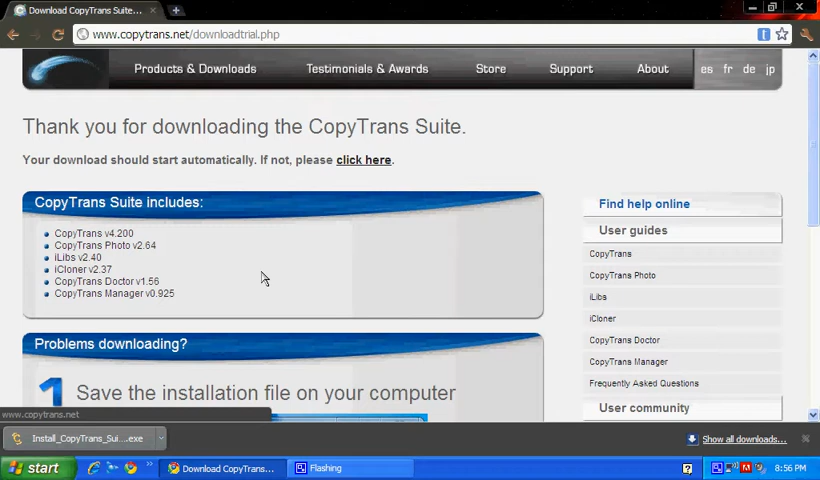 Download CopyTrans Suite...
www.copytrans.net/downloadtrial.php
Products & Downloads Testimonials & Awards Store Support About es fr de jp
Thank you for downloading the CopyTrans Suite.
Your download should start automatically. If not, please click here.
CopyTrans Suite includes:
CopyTrans v4.200
CopyTrans Photo v2.64
iLibs v2.40
iCloner v2.37
CopyTrans Doctor v1.56
CopyTrans Manager v0.925
Problems downloading?
1 Save the installation file on your computer
Find help online
User guides
CopyTrans
CopyTrans Photo
iLibs
iCloner
CopyTrans Doctor
CopyTrans Manager
Frequently Asked Questions
User community
www.copytrans.net
Install_CopyTrans_Sui....exe
Show all downloads...
start
Download CopyTrans...
Flashing
8:56 PM